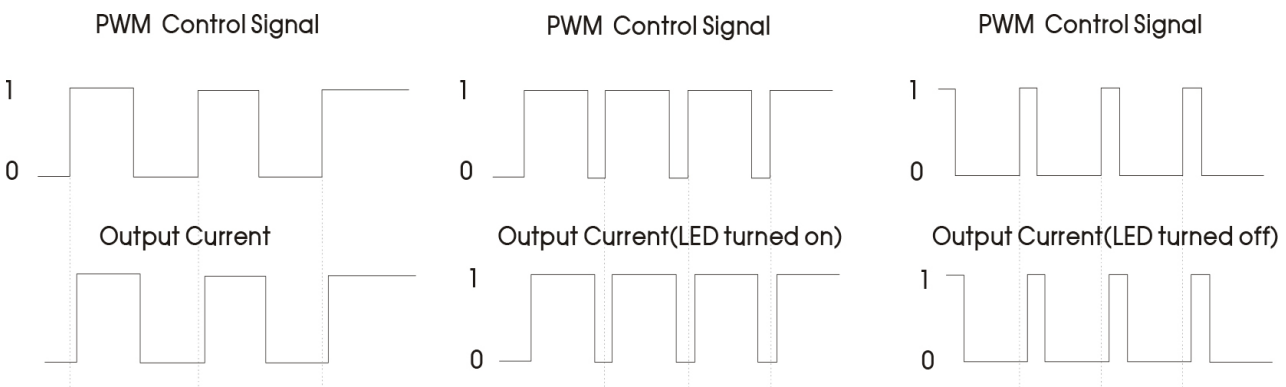 PWM Control Signal
1
0
Output Current
PWM Control Signal
1
0
Output Current(LED turned on)
1
0
PWM Control Signal
1
0
Output Current(LED turned off)
1
0